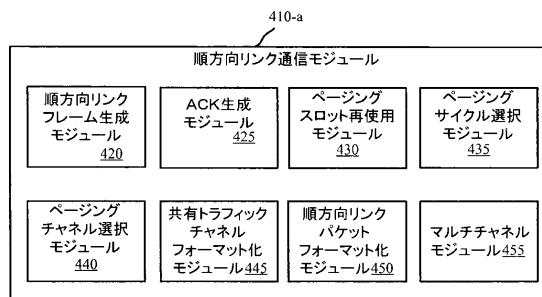 410-a
順方向リンク通信モジュール
順方向リンク
フレーム生成
モジュール
420
ACK生成
モジュール
425
ページング
スロット再使用
モジュール
430
ページング
サイクル選択
モジュール
435
ページング
チャネル選択
モジュール
440
共有トラフィック
チャネル
フォーマット化
モジュール445
順方向リンク
パケット
フォーマット化
モジュール450
マルチチャネル
モジュール455